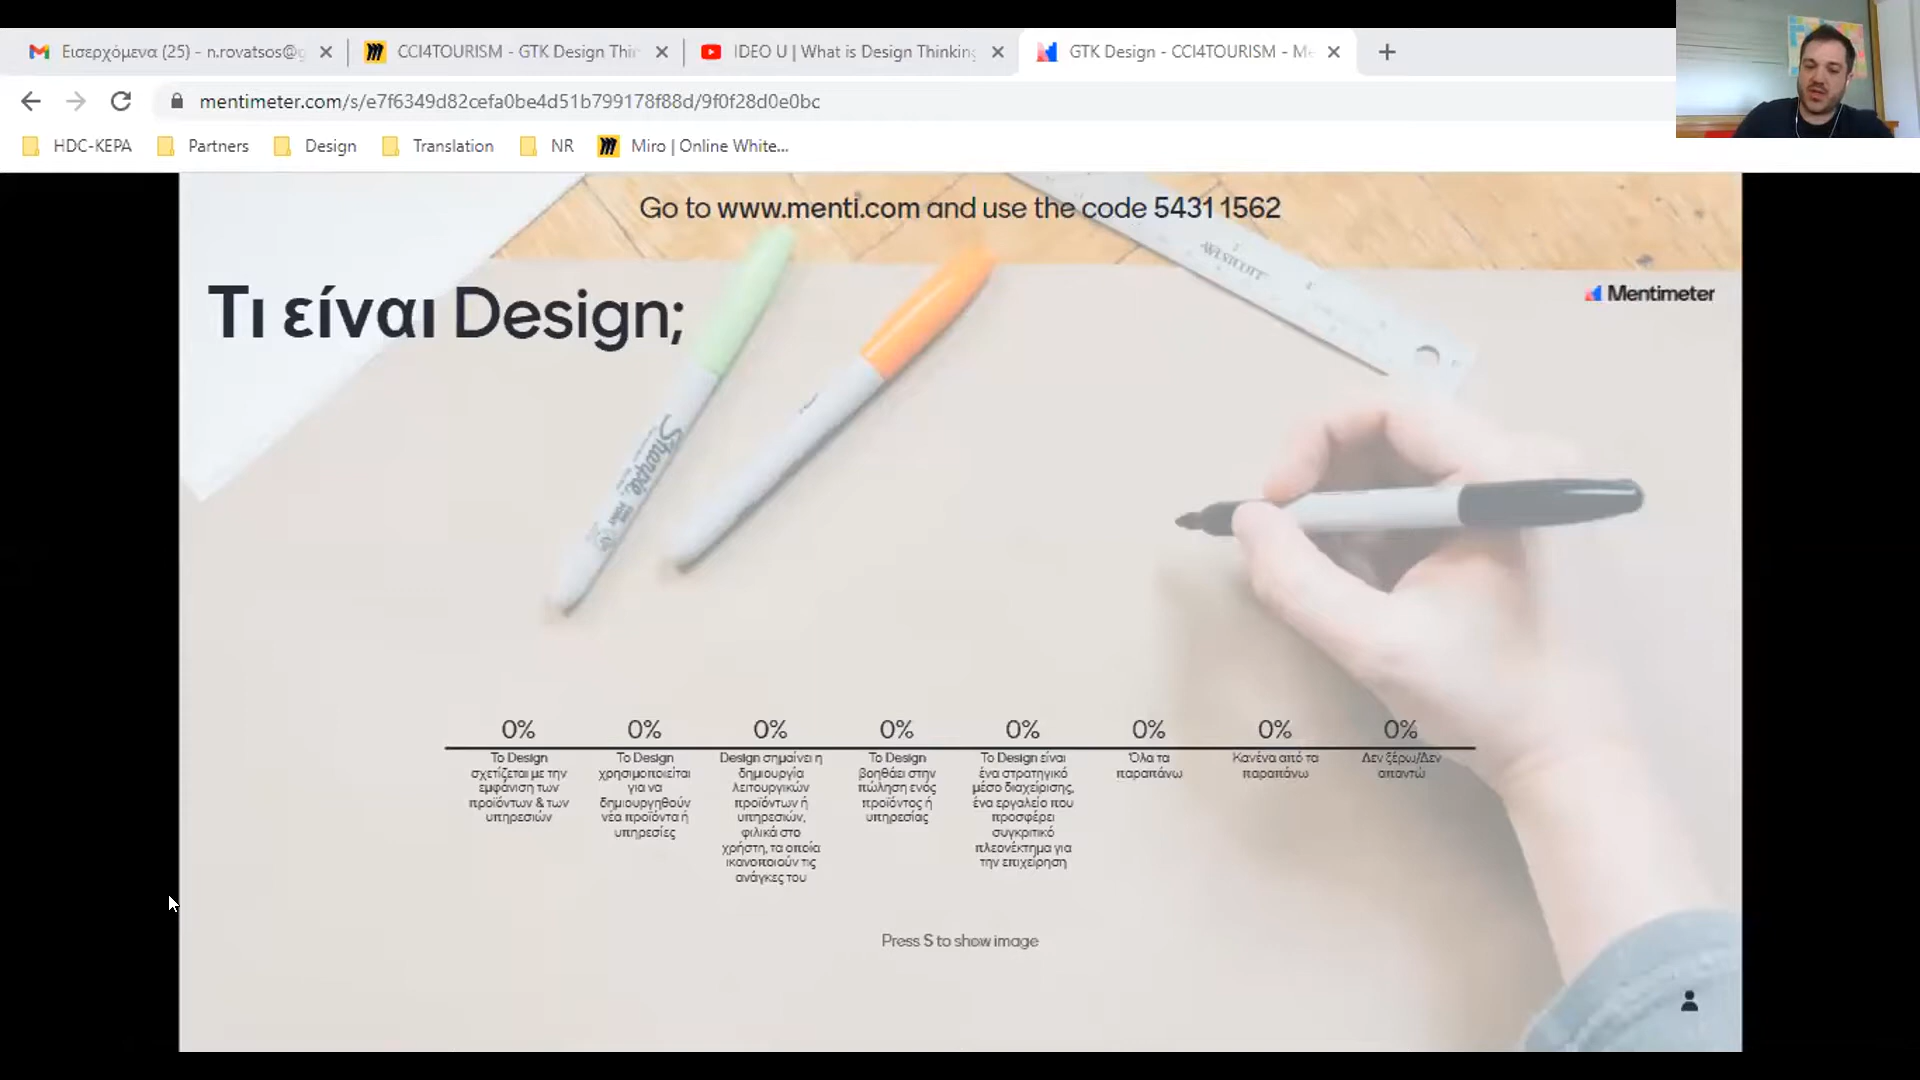 Εισερχόμενα (25) - n.rovatsos@g
CCI4TOURISM - GTK Design Thin
IDEO U | What is Design Thinking
GTK Design - CCI4TOURISM - Me
mentimeter.com/s/e7f6349d82cefa0be4d51b799178f88d/9f0f28d0e0bc
HDC-KEPA
Partners
Design
Translation
NR
Miro | Online White...
Go to www.menti.com and use the code 5431 1562
WESTCOTT
Τι είναι Design;
Mentimeter
Sharpie
0%
0%
0%
0%
0%
0%
0%
0%
Το Design
σχετίζεται με την
εμφάνιση των
προϊόντων & των
υπηρεσιών
Το Design
χρησιμοποιείται
για να
δημιουργηθούν
νέα προϊόντα ή
υπηρεσίες
Design σημαίνει η
δημιουργία
λειτουργικών
προϊόντων ή
υπηρεσιών,
φιλικά στο
χρήστη, τα οποία
ικανοποιούν τις
ανάγκες του
Το Design
βοηθάει στην
πώληση ενός
προϊόντος ή
υπηρεσίας
Το Design είναι
ένα στρατηγικό
μέσο διαχείρισης,
ένα εργαλείο που
προσφέρει
συγκριτικό
πλεονέκτημα για
την επιχείρηση
Όλα τα
παραπάνω
Κανένα από τα
παραπάνω
Δεν ξέρω/Δεν
απαντώ
Press S to show image